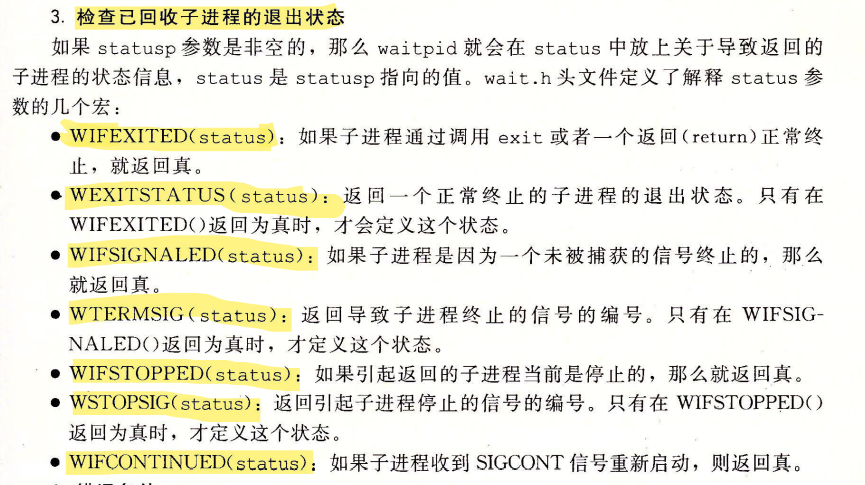 3. 检查已回收子进程的退出状态
如果 statusp 参数是非空的，那么 waitpid 就会在 status 中放上关于导致返回的
子进程的状态信息，status 是 statusp 指向的值。wait.h 头文件定义了解释 status 参
数的几个宏：
● WIFEXITED(status)：如果子进程通过调用 exit 或者一个返回(return)正常终
止，就返回真。
● WEXITSTATUS(status)：返回一个正常终止的子进程的退出状态。只有在
WIFEXITED()返回为真时，才会定义这个状态。
● WIFSIGNALED(status)：如果子进程是因为一个未被捕获的信号终止的，那么
就返回真。
● WTERMSIG(status)：返回导致子进程终止的信号的编号。只有在 WIFSIG-
NALED()返回为真时，才定义这个状态。
● WIFSTOPPED(status)：如果引起返回的子进程当前是停止的，那么就返回真。
● WSTOPSIG(status)：返回引起子进程停止的信号的编号。只有在 WIFSTOPPED()
返回为真时，才定义这个状态。
● WIFCONTINUED(status)：如果子进程收到 SIGCONT 信号重新启动，则返回真。